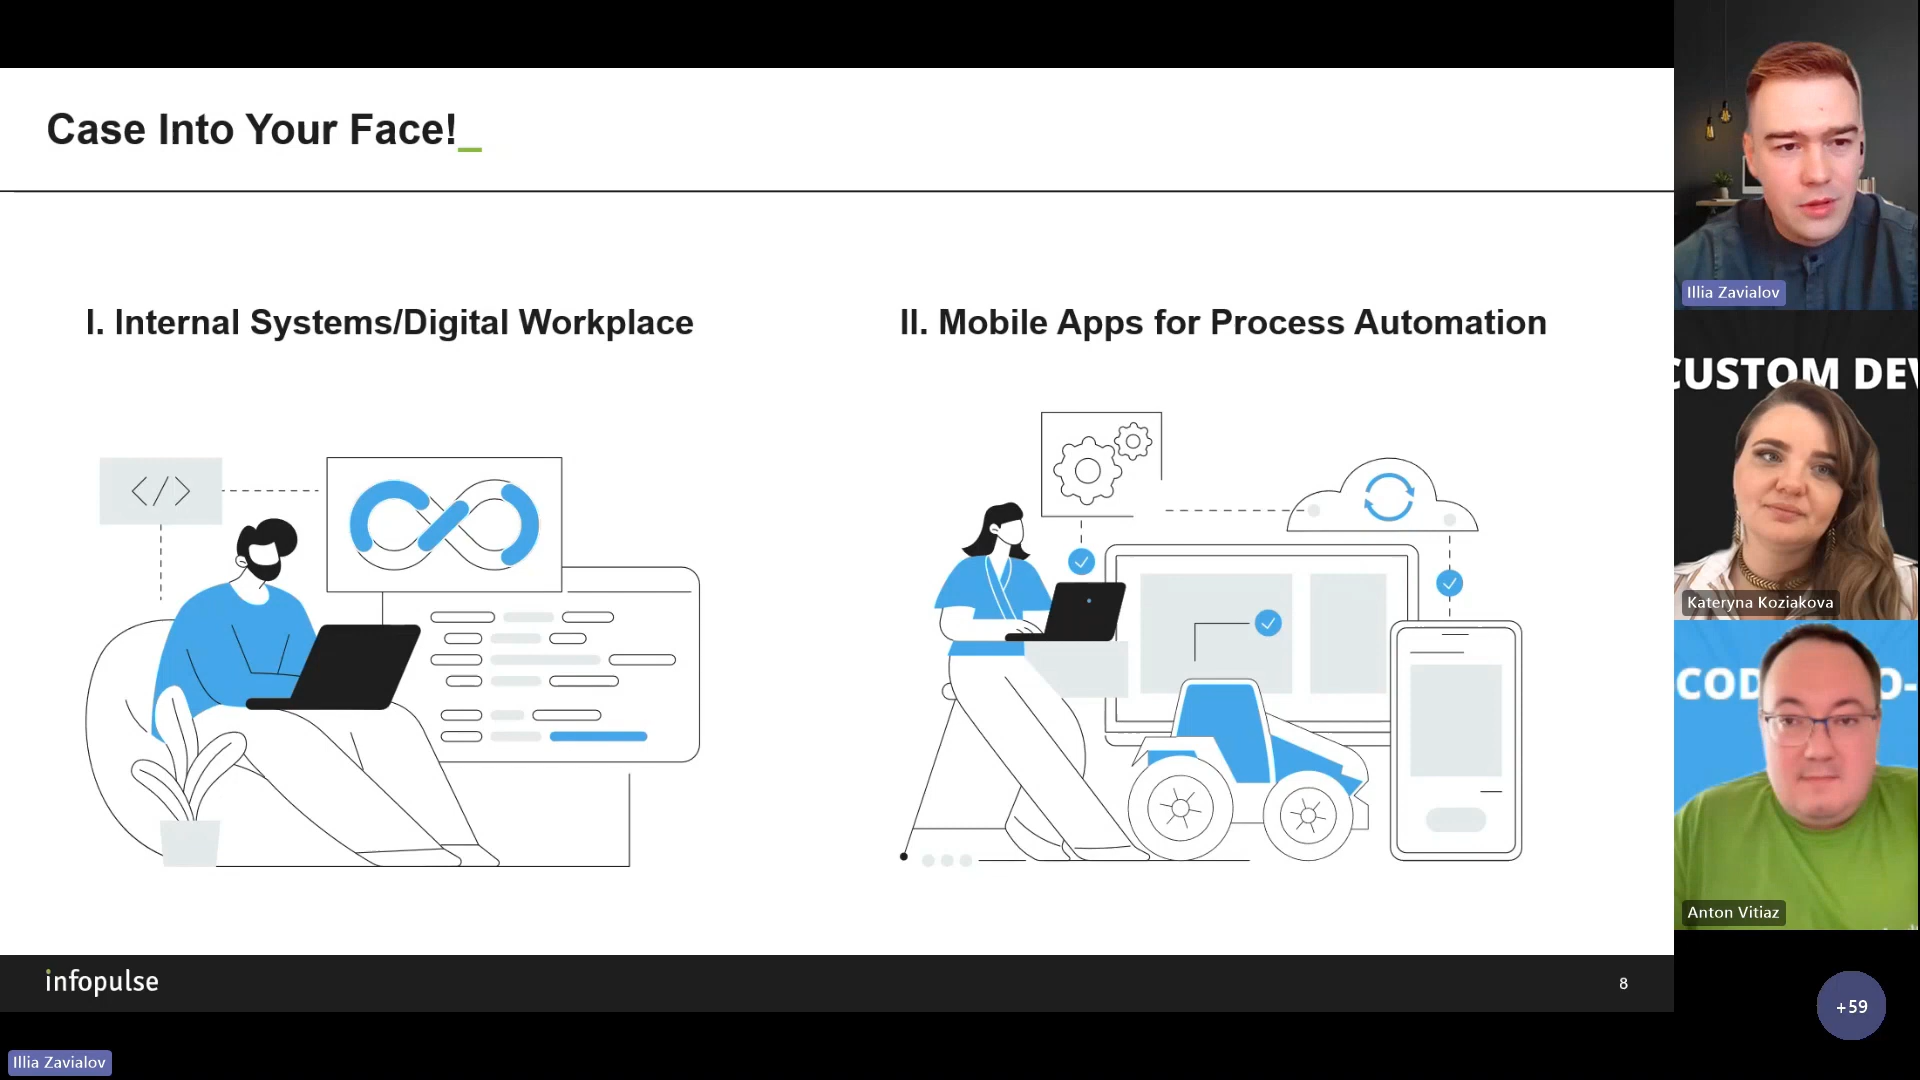 Case Into Your Face!_
I. Internal Systems/Digital Workplace
II. Mobile Apps for Process Automation
</>
infopulse
8
Illia Zavialov
Illia Zavialov
CUSTOM DEV
Kateryna Koziakova
COD
O-
Anton Vitiaz
+59